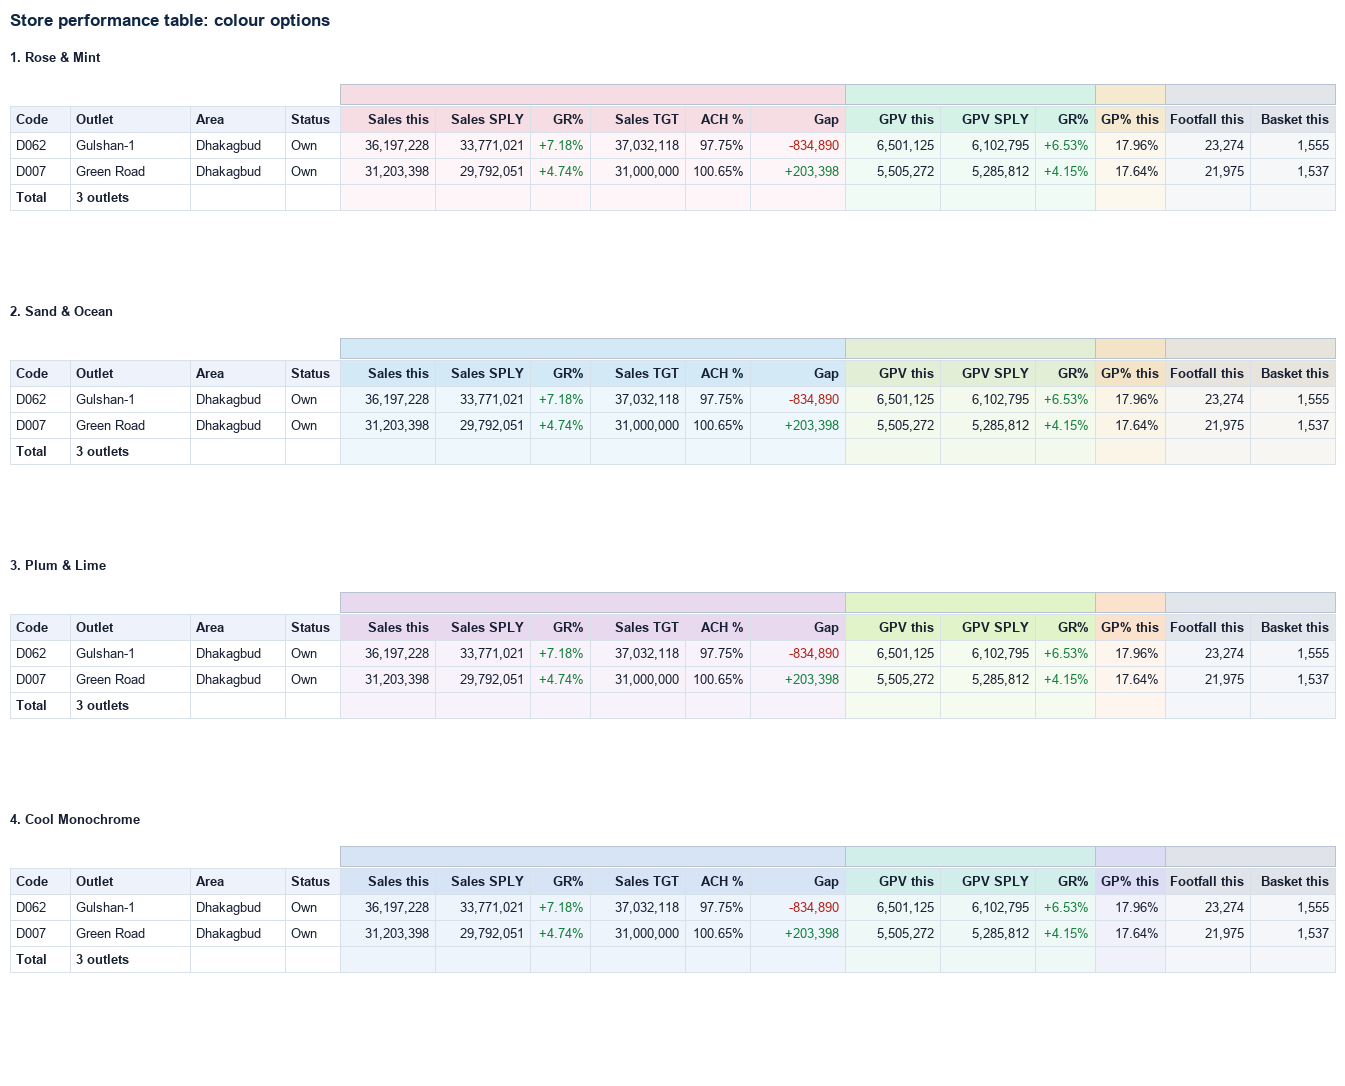 Store performance table: colour options
1. Rose & Mint
Code Outlet Area Status Sales this Sales SPLY GR% Sales TGT ACH % Gap GPV this GPV SPLY GR% GP% this Footfall this Basket this
D062 Gulshan-1 Dhakagbud Own 36,197,228 33,771,021 +7.18% 37,032,118 97.75% -834,890 6,501,125 6,102,795 +6.53% 17.96% 23,274 1,555
D007 Green Road Dhakagbud Own 31,203,398 29,792,051 +4.74% 31,000,000 100.65% +203,398 5,505,272 5,285,812 +4.15% 17.64% 21,975 1,537
Total 3 outlets
2. Sand & Ocean
Code Outlet Area Status Sales this Sales SPLY GR% Sales TGT ACH % Gap GPV this GPV SPLY GR% GP% this Footfall this Basket this
D062 Gulshan-1 Dhakagbud Own 36,197,228 33,771,021 +7.18% 37,032,118 97.75% -834,890 6,501,125 6,102,795 +6.53% 17.96% 23,274 1,555
D007 Green Road Dhakagbud Own 31,203,398 29,792,051 +4.74% 31,000,000 100.65% +203,398 5,505,272 5,285,812 +4.15% 17.64% 21,975 1,537
Total 3 outlets
3. Plum & Lime
Code Outlet Area Status Sales this Sales SPLY GR% Sales TGT ACH % Gap GPV this GPV SPLY GR% GP% this Footfall this Basket this
D062 Gulshan-1 Dhakagbud Own 36,197,228 33,771,021 +7.18% 37,032,118 97.75% -834,890 6,501,125 6,102,795 +6.53% 17.96% 23,274 1,555
D007 Green Road Dhakagbud Own 31,203,398 29,792,051 +4.74% 31,000,000 100.65% +203,398 5,505,272 5,285,812 +4.15% 17.64% 21,975 1,537
Total 3 outlets
4. Cool Monochrome
Code Outlet Area Status Sales this Sales SPLY GR% Sales TGT ACH % Gap GPV this GPV SPLY GR% GP% this Footfall this Basket this
D062 Gulshan-1 Dhakagbud Own 36,197,228 33,771,021 +7.18% 37,032,118 97.75% -834,890 6,501,125 6,102,795 +6.53% 17.96% 23,274 1,555
D007 Green Road Dhakagbud Own 31,203,398 29,792,051 +4.74% 31,000,000 100.65% +203,398 5,505,272 5,285,812 +4.15% 17.64% 21,975 1,537
Total 3 outlets